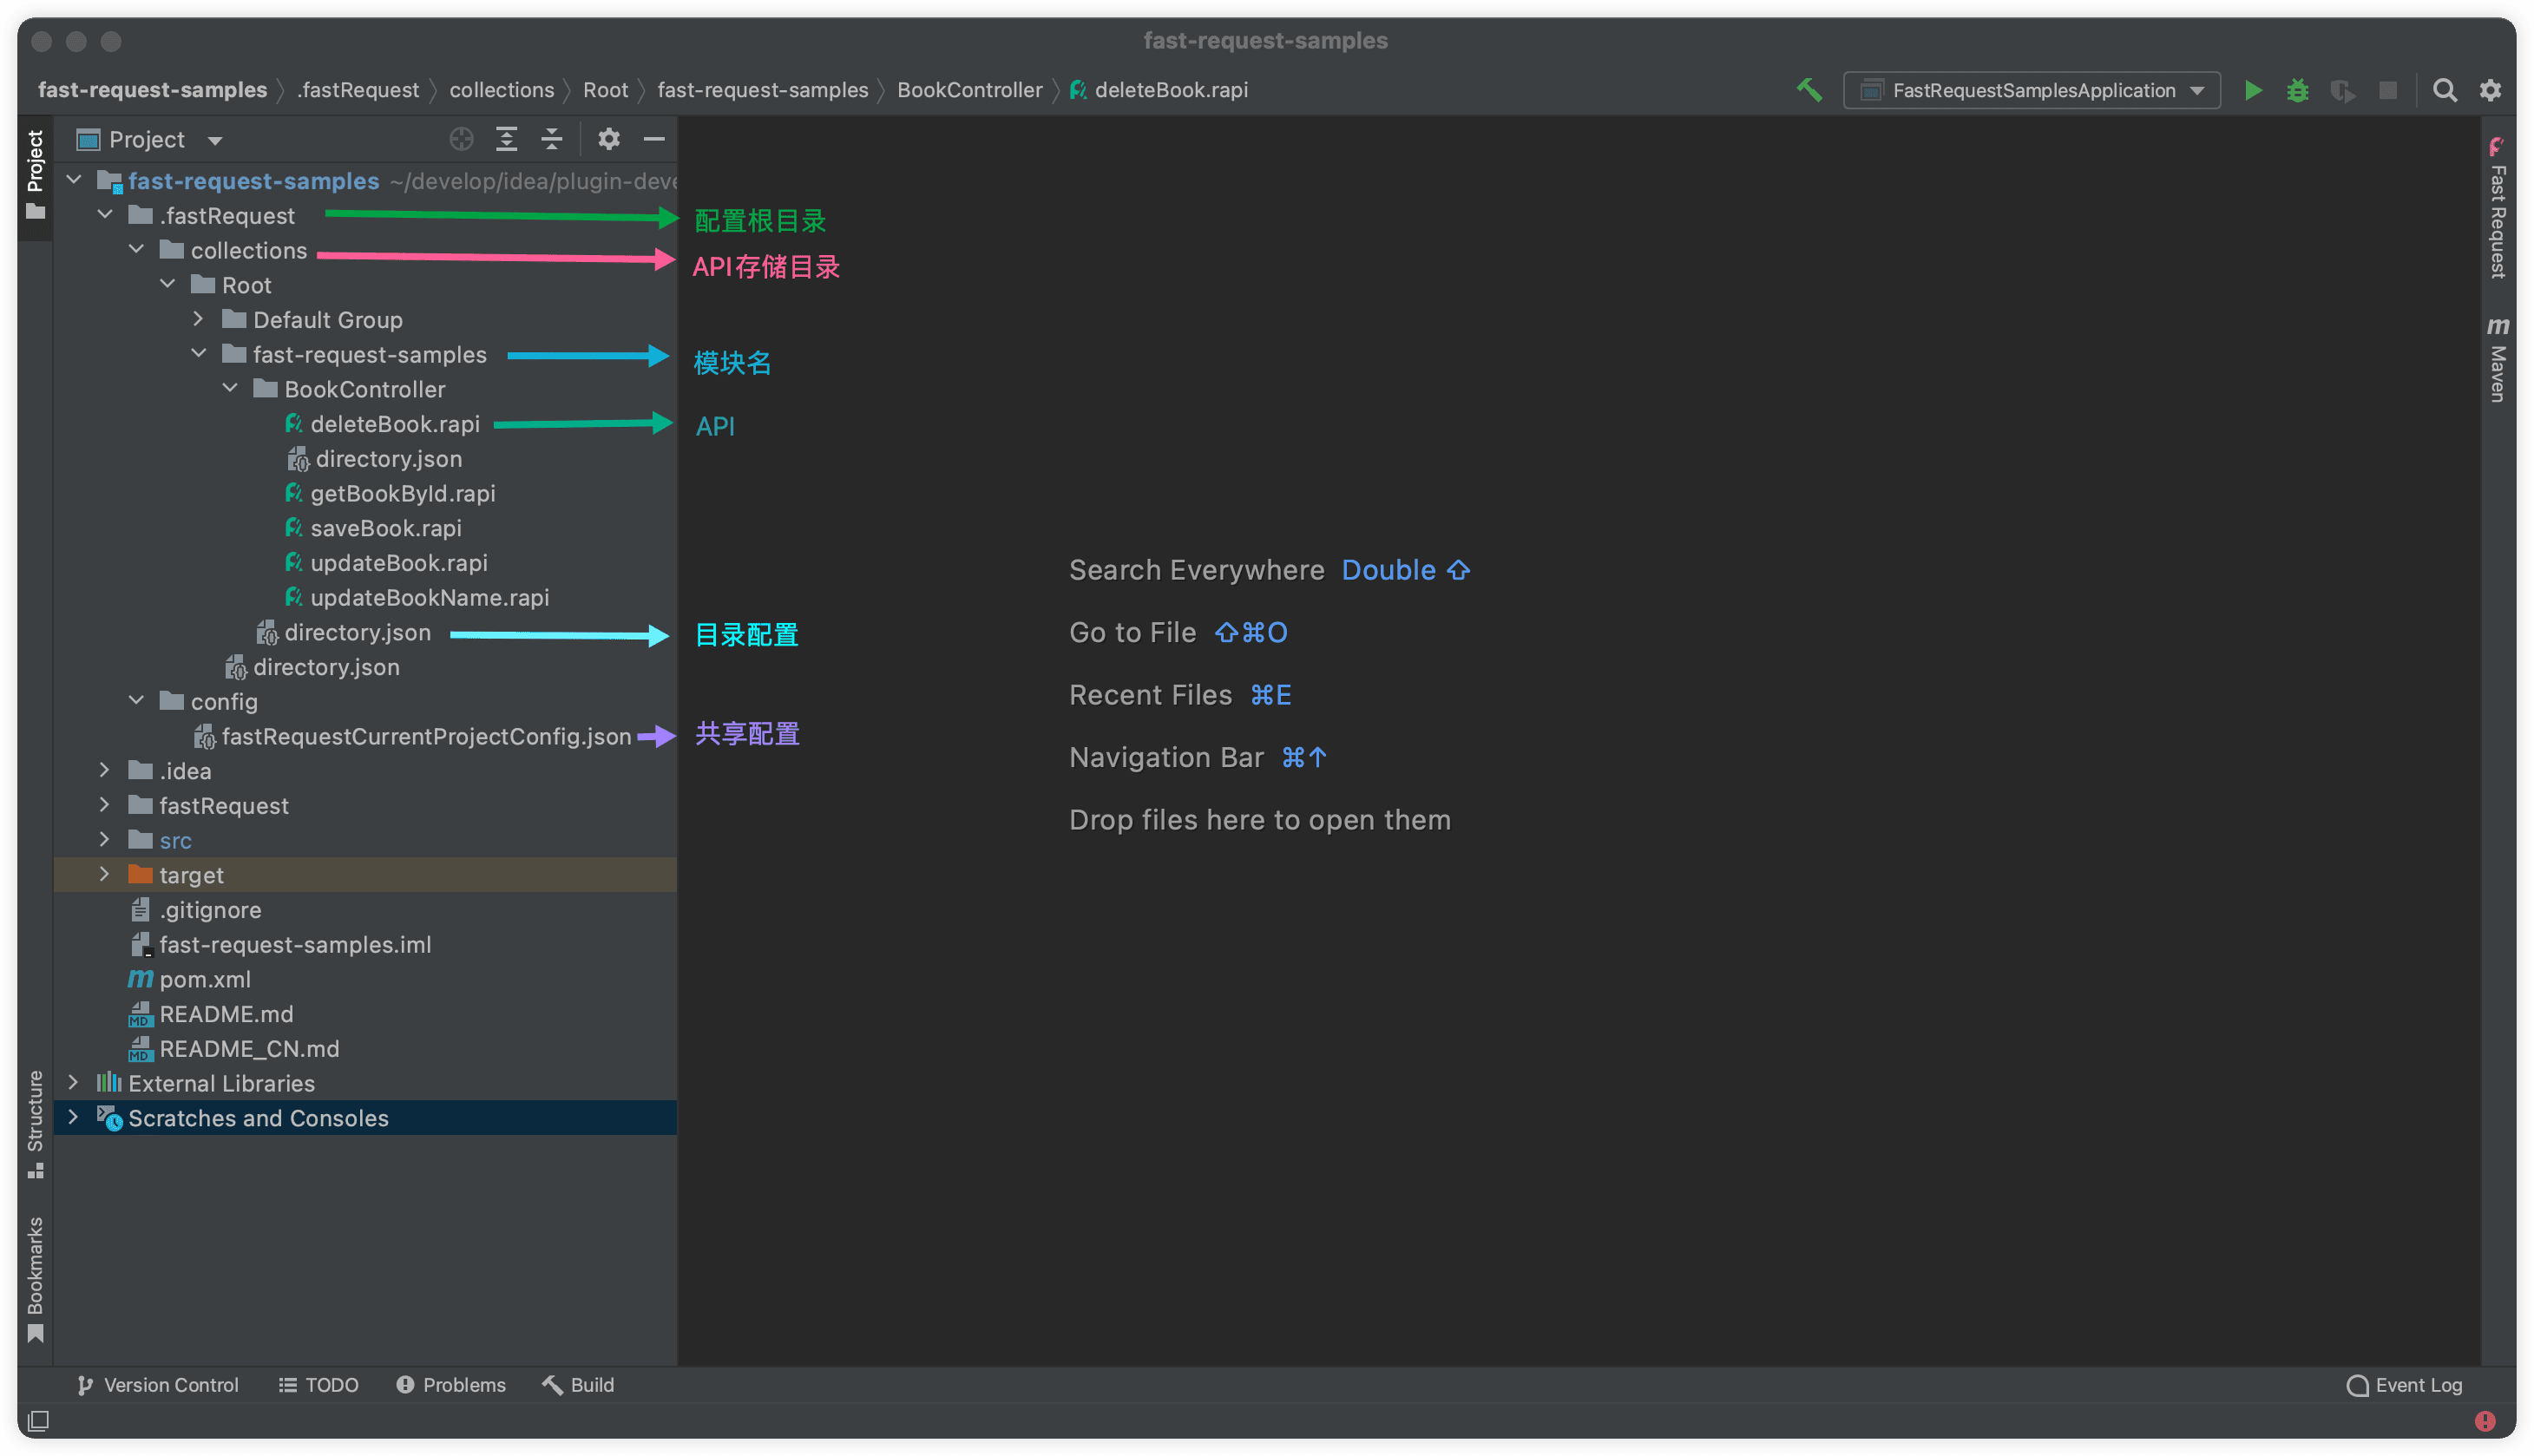 fast-request-samples
fast-request-samples .fastRequest collections Root fast-request-samples BookController deleteBook.rapi FastRequestSamplesApplication
Project
Project
fast-request-samples ~/develop/idea/plugin-deve
.fastRequest 配置根目录
collections API存储目录
Root
Default Group
fast-request-samples 模块名
BookController
deleteBook.rapi API
directory.json
getBookById.rapi
saveBook.rapi
updateBook.rapi
updateBookName.rapi
directory.json 目录配置
directory.json
config
fastRequestCurrentProjectConfig.json 共享配置
.idea
fastRequest
src
target
.gitignore
fast-request-samples.iml
pom.xml
README.md
README_CN.md
External Libraries
Scratches and Consoles
Search Everywhere Double ⇧
Go to File ⇧⌘O
Recent Files ⌘E
Navigation Bar ⌘↑
Drop files here to open them
Fast Request
Maven
Structure
Bookmarks
Version Control TODO Problems Build Event Log